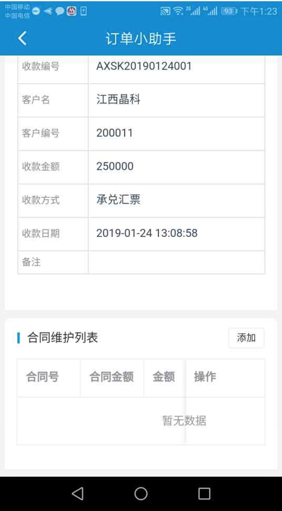 中国移动
中国电信
26 46 93 下午1:23
订单小助手
收款编号 AXSK20190124001
客户名 江西晶科
客户编号 200011
收款金额 250000
收款方式 承兑汇票
收款日期 2019-01-24 13:08:58
备注
合同维护列表 添加
合同号 合同金额 金额 操作
暂无数据